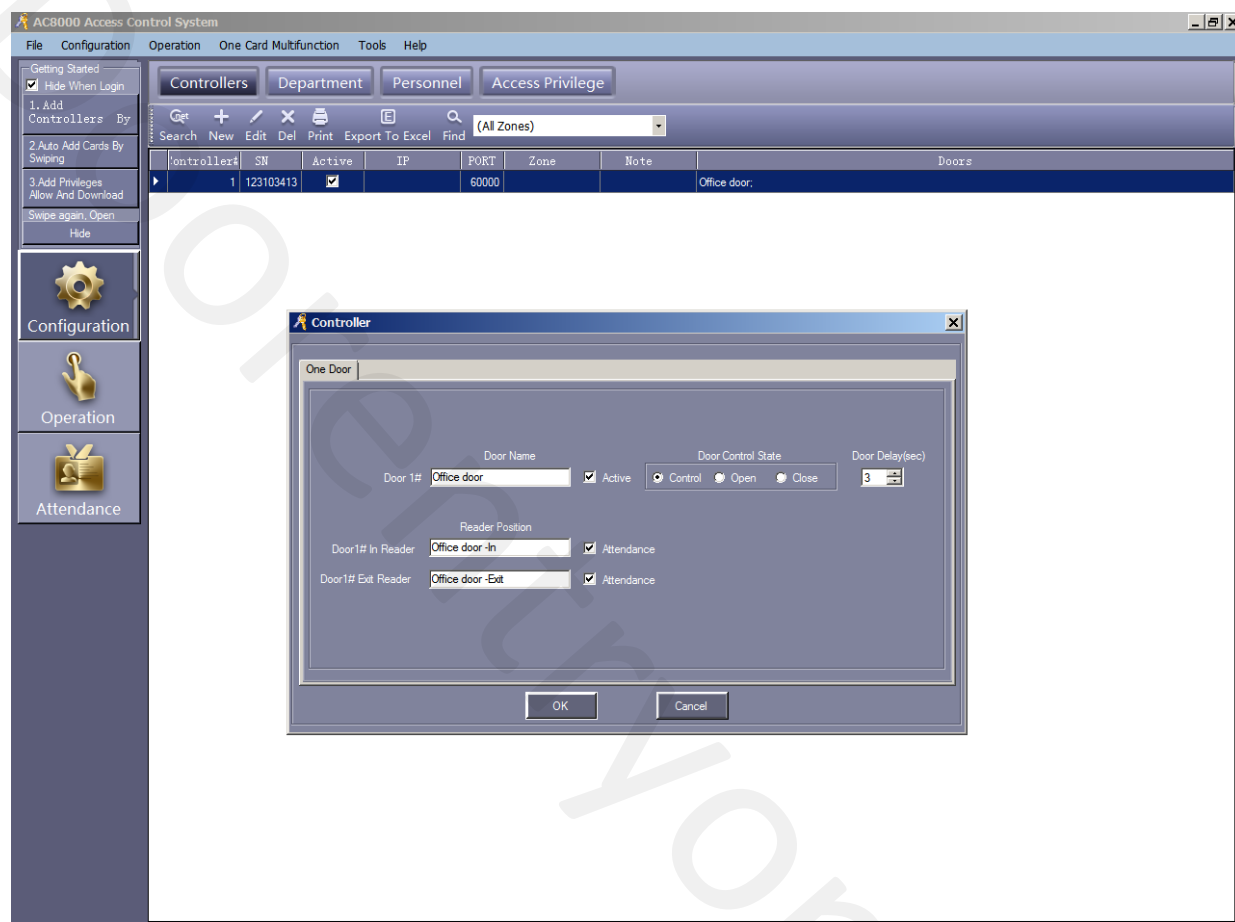 AC8000 Access Control System
File Configuration Operation One Card Multifunction Tools Help
Getting Started
Hide When Login
1. Add
Controllers By
2.Auto Add Cards By
Swiping
3.Add Privileges
Allow And Download
Swipe again, Open
Hide
Configuration
Operation
Attendance
Controllers Department Personnel Access Privilege
Get
Search New Edit Del Print Export To Excel Find (All Zones)
E
ontroller# SN Active IP PORT Zone Note Doors
1 123103413 60000 Office door;
Controller
One Door
Door Name Door Control State Door Delay(sec)
Door 1# Office door Active Control Open Close 3
Reader Position
Door1# In Reader Office door -In Attendance
Door1# Exit Reader Office door -Exit Attendance
OK Cancel